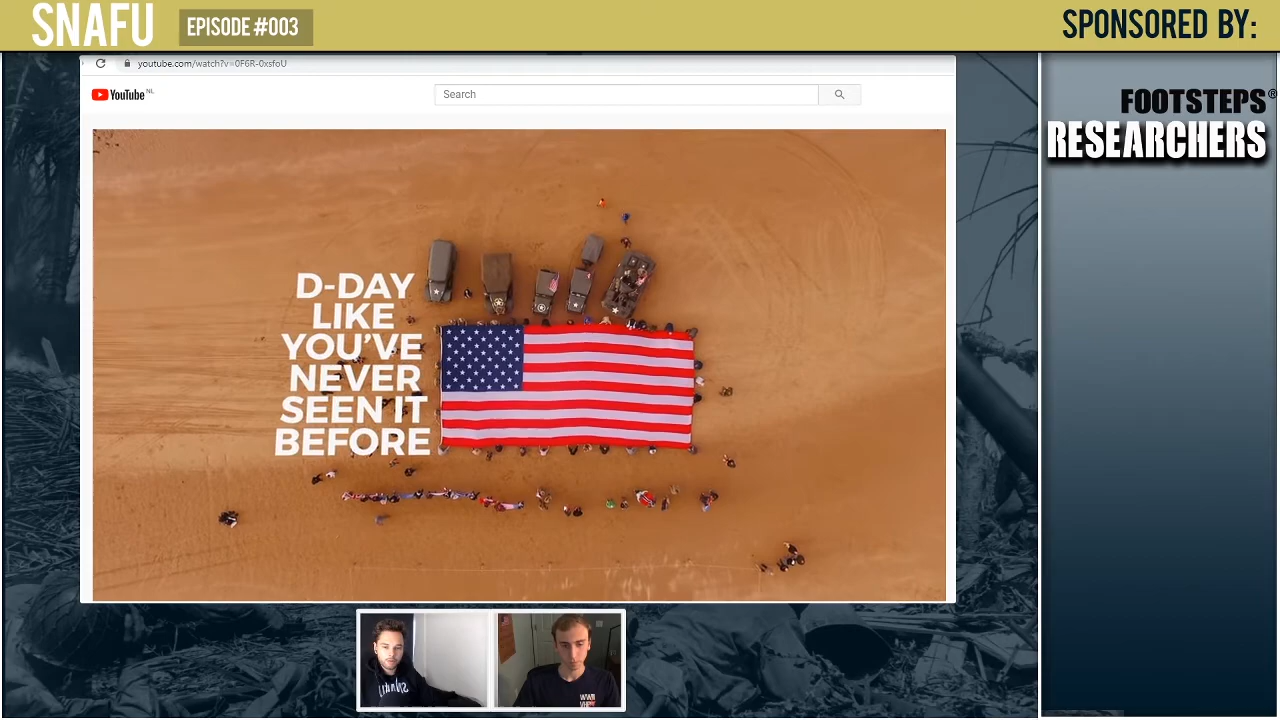 SNAFU
EPISODE #003
SPONSORED BY:
youtube.com/watch?v=0F6R-0xsfoU
YouTube NL
Search
FOOTSTEPS®
RESEARCHERS
D-DAY
LIKE
YOU'VE
NEVER
SEEN IT
BEFORE
WWII